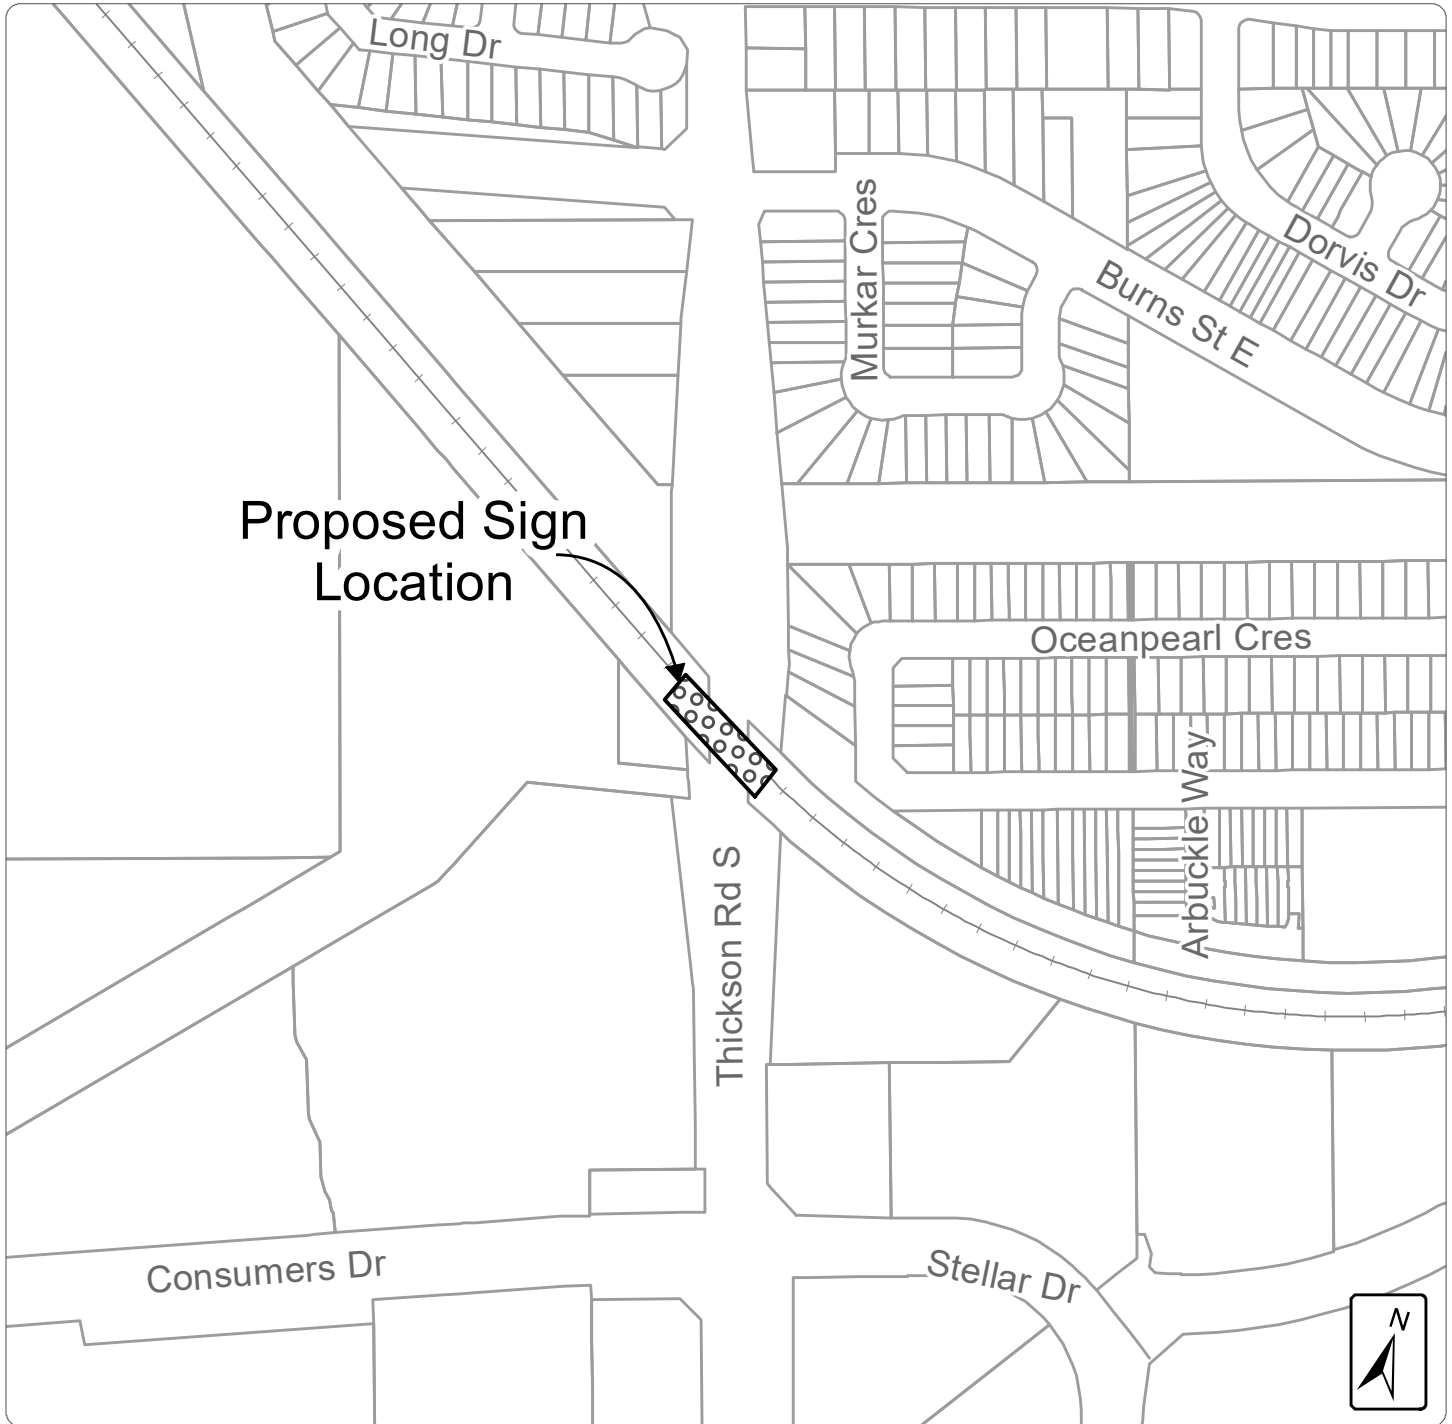 Long Dr
Murkar Cres
Dorvis Dr
Burns St E
Proposed Sign
Location
Oceanpearl Cres
Arbuckle Way
Thickson Rd S
Consumers Dr
Stellar Dr
N